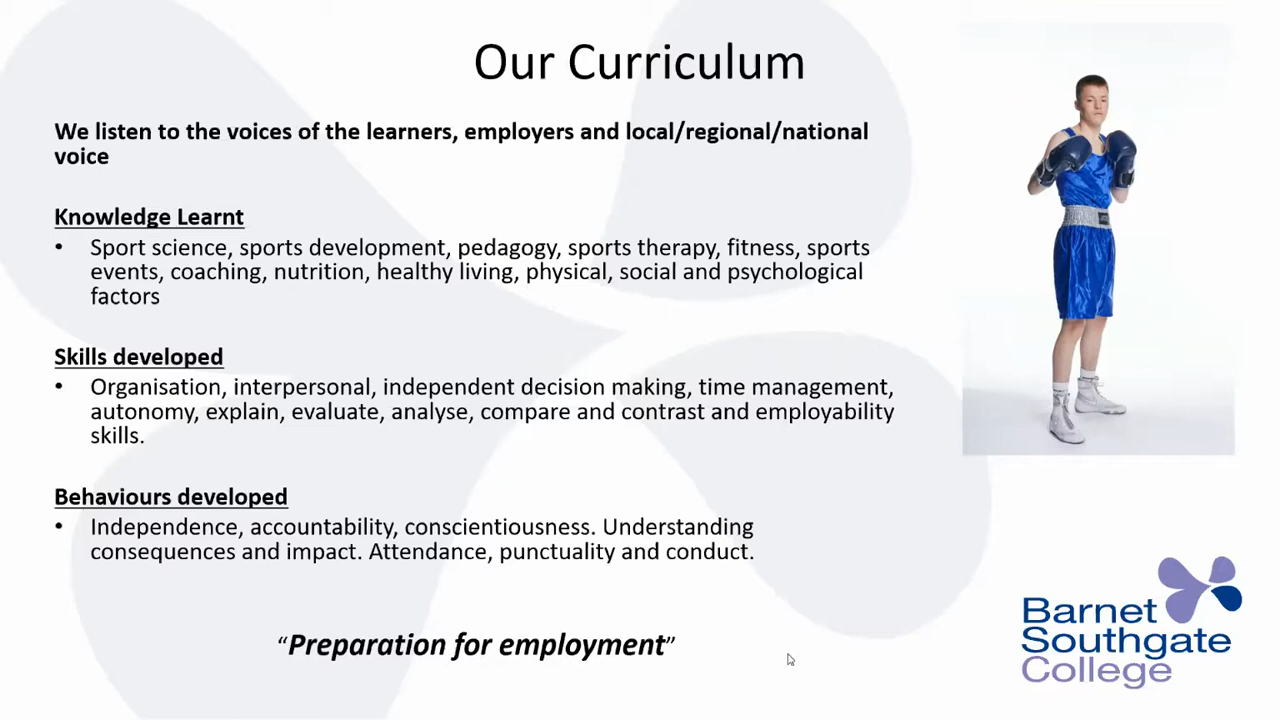 Our Curriculum
We listen to the voices of the learners, employers and local/regional/national
voice
Knowledge Learnt
• Sport science, sports development, pedagogy, sports therapy, fitness, sports
events, coaching, nutrition, healthy living, physical, social and psychological
factors
Skills developed
• Organisation, interpersonal, independent decision making, time management,
autonomy, explain, evaluate, analyse, compare and contrast and employability
skills.
Behaviours developed
• Independence, accountability, conscientiousness. Understanding
consequences and impact. Attendance, punctuality and conduct.
“Preparation for employment”
Barnet
Southgate
College